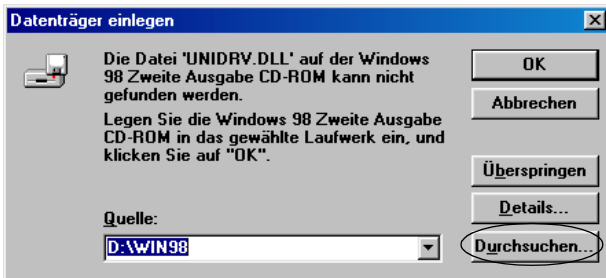 Datenträger einlegen
Die Datei 'UNIDRV.DLL' auf der Windows
98 Zweite Ausgabe CD-ROM kann nicht
gefunden werden.
Legen Sie die Windows 98 Zweite Ausgabe
CD-ROM in das gewählte Laufwerk ein, und
klicken Sie auf "OK".
Quelle:
D:\WIN98
OK
Abbrechen
Überspringen
Details...
Durchsuchen...